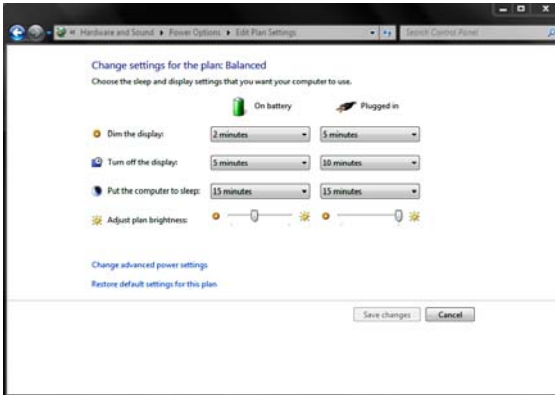 « Hardware and Sound ▸ Power Options ▸ Edit Plan Settings
Search Control Panel
Change settings for the plan: Balanced
Choose the sleep and display settings that you want your computer to use.
On battery Plugged in
Dim the display: 2 minutes 5 minutes
Turn off the display: 5 minutes 10 minutes
Put the computer to sleep: 15 minutes 15 minutes
Adjust plan brightness:
Change advanced power settings
Restore default settings for this plan
Save changes Cancel